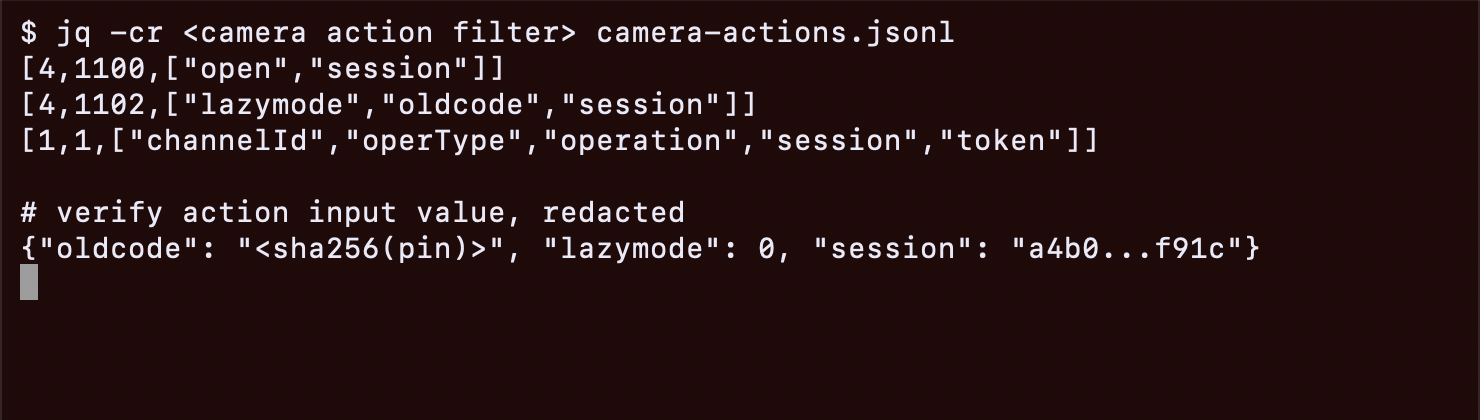 $ jq -cr <camera action filter> camera-actions.jsonl
[4,1100,["open","session"]]
[4,1102,["lazymode","oldcode","session"]]
[1,1,["channelId","operType","operation","session","token"]]
# verify action input value, redacted
{"oldcode": "<sha256(pin)>", "lazymode": 0, "session": "a4b0...f91c"}